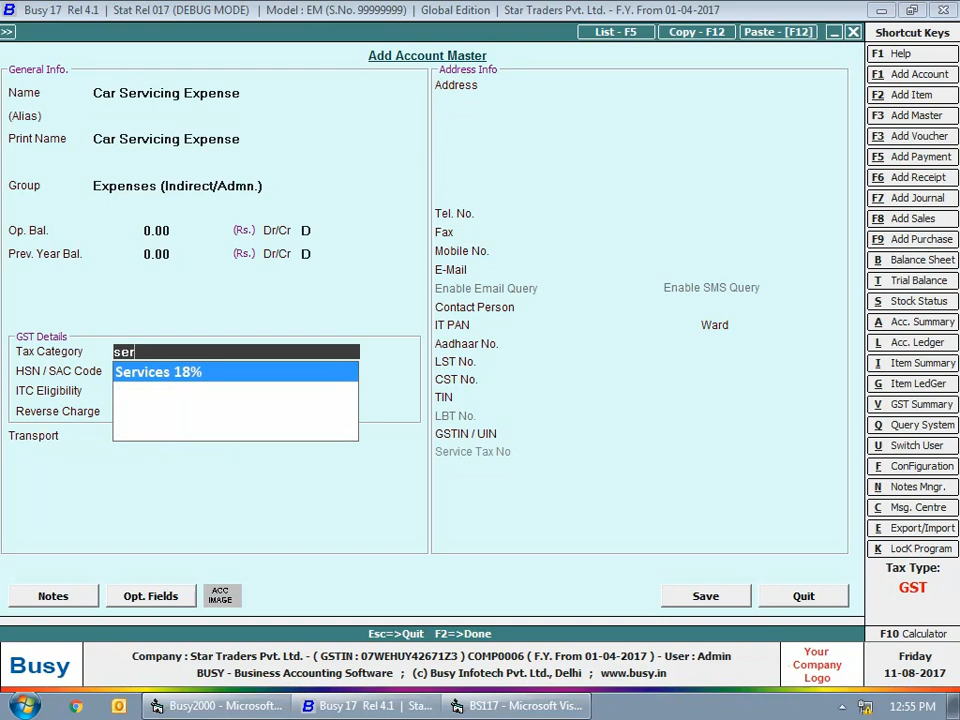 Busy 17 Rel 4.1 | Stat Rel 017 (DEBUG MODE) | Model : EM (S.No. 99999999) | Global Edition | Star Traders Pvt. Ltd. - F.Y. From 01-04-2017
>>
List - F5
Copy - F12
Paste - [F12]
Add Account Master
General Info.
Name Car Servicing Expense
(Alias)
Print Name Car Servicing Expense
Group Expenses (Indirect/Admn.)
Op. Bal. 0.00 (Rs.) Dr/Cr D
Prev. Year Bal. 0.00 (Rs.) Dr/Cr D
GST Details
Tax Category ser
Services 18%
HSN / SAC Code
ITC Eligibility
Reverse Charge
Transport
Address Info
Address
Tel. No.
Fax
Mobile No.
E-Mail
Enable Email Query Enable SMS Query
Contact Person
IT PAN Ward
Aadhaar No.
LST No.
CST No.
TIN
LBT No.
GSTIN / UIN
Service Tax No
Notes
Opt. Fields
ACC
IMAGE
Save
Quit
Esc=>Quit F2=>Done
Shortcut Keys
F1 Help
F1 Add Account
F2 Add Item
F3 Add Master
F3 Add Voucher
F5 Add Payment
F6 Add Receipt
F7 Add Journal
F8 Add Sales
F9 Add Purchase
B Balance Sheet
T Trial Balance
S Stock Status
A Acc. Summary
L Acc. Ledger
I Item Summary
G Item LedGer
V GST Summary
Q Query System
U Switch User
F ConFiguration
N Notes Mngr.
C Msg. Centre
E Export/Import
K LocK Program
Tax Type:
GST
F10 Calculator
Busy
Company : Star Traders Pvt. Ltd. - ( GSTIN : 07WEHUY42671Z3 ) COMP0006 ( F.Y. From 01-04-2017 ) - User : Admin
BUSY - Business Accounting Software ; (c) Busy Infotech Pvt. Ltd., Delhi ; www.busy.in
Your
Company
Logo
Friday
11-08-2017
Busy2000 - Microsoft...
Busy 17 Rel 4.1 | Sta...
BS117 - Microsoft Vis...
12:55 PM